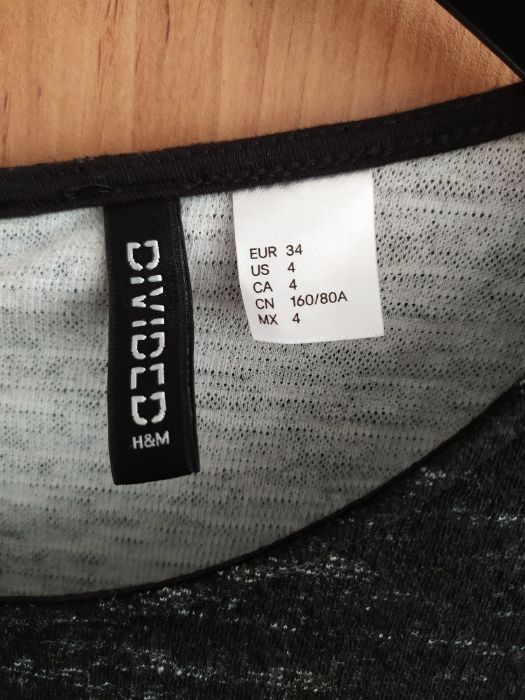 DIVIDED
H&M
EUR 34
US 4
CA 4
CN 160/80A
MX 4